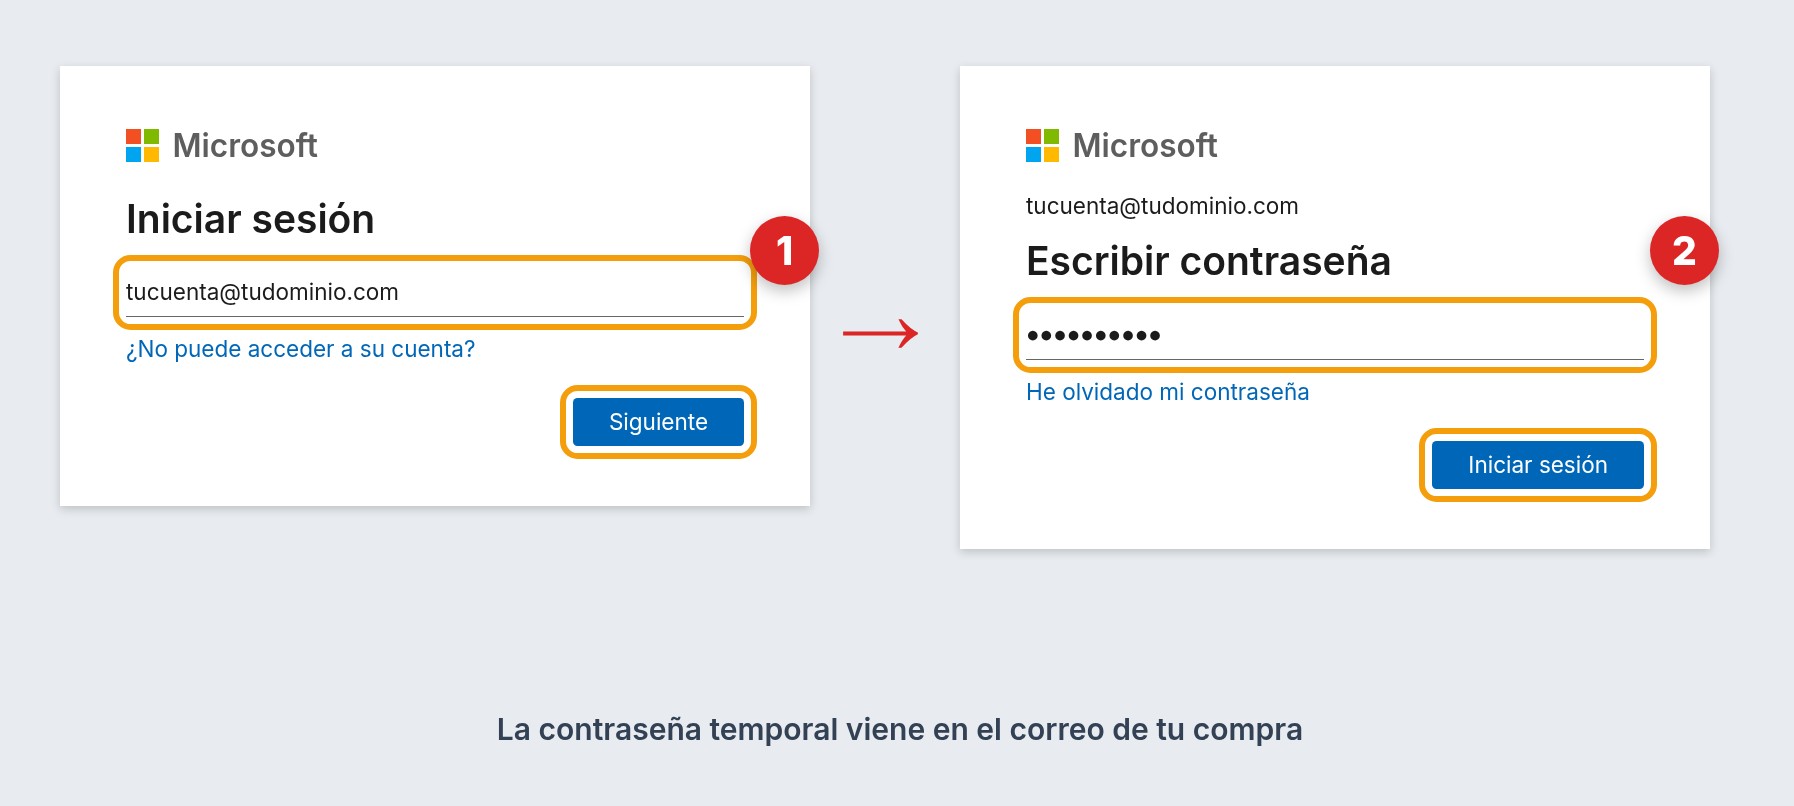 Microsoft
Iniciar sesión
1
tucuenta@tudominio.com
¿No puede acceder a su cuenta?
Siguiente
→
Microsoft
tucuenta@tudominio.com
Escribir contraseña
2
••••••••••
He olvidado mi contraseña
Iniciar sesión
La contraseña temporal viene en el correo de tu compra